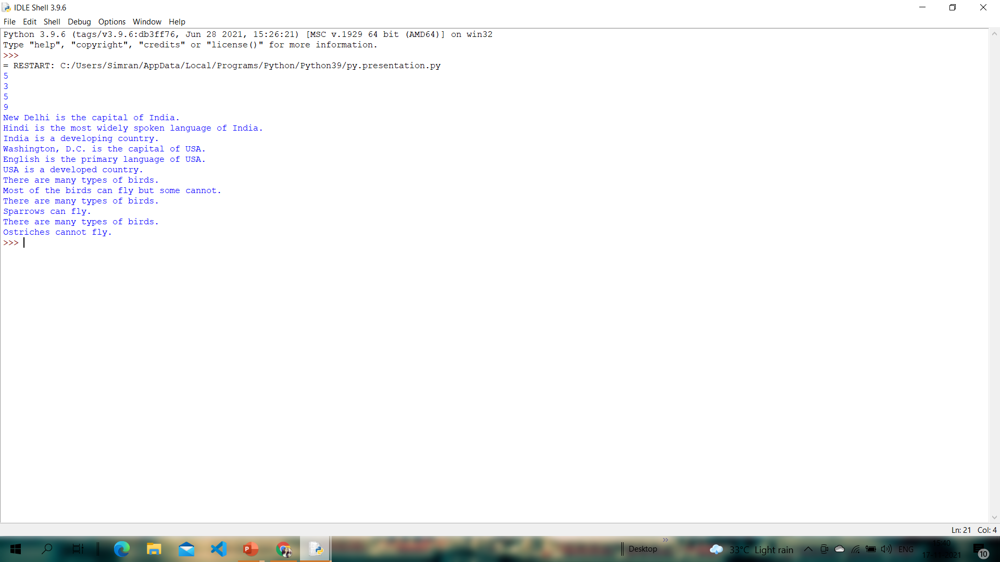 IDLE Shell 3.9.6
File Edit Shell Debug Options Window Help
Python 3.9.6 (tags/v3.9.6:db3ff76, Jun 28 2021, 15:26:21) [MSC v.1929 64 bit (AMD64)] on win32
Type "help", "copyright", "credits" or "license()" for more information.
>>>
= RESTART: C:/Users/Simran/AppData/Local/Programs/Python/Python39/py.presentation.py
5
3
5
9
New Delhi is the capital of India.
Hindi is the most widely spoken language of India.
India is a developing country.
Washington, D.C. is the capital of USA.
English is the primary language of USA.
USA is a developed country.
There are many types of birds.
Most of the birds can fly but some cannot.
There are many types of birds.
Sparrows can fly.
There are many types of birds.
Ostriches cannot fly.
>>>
Ln: 21 Col: 4
Desktop
33°C Light rain
ENG
15:40
17-11-2021
10